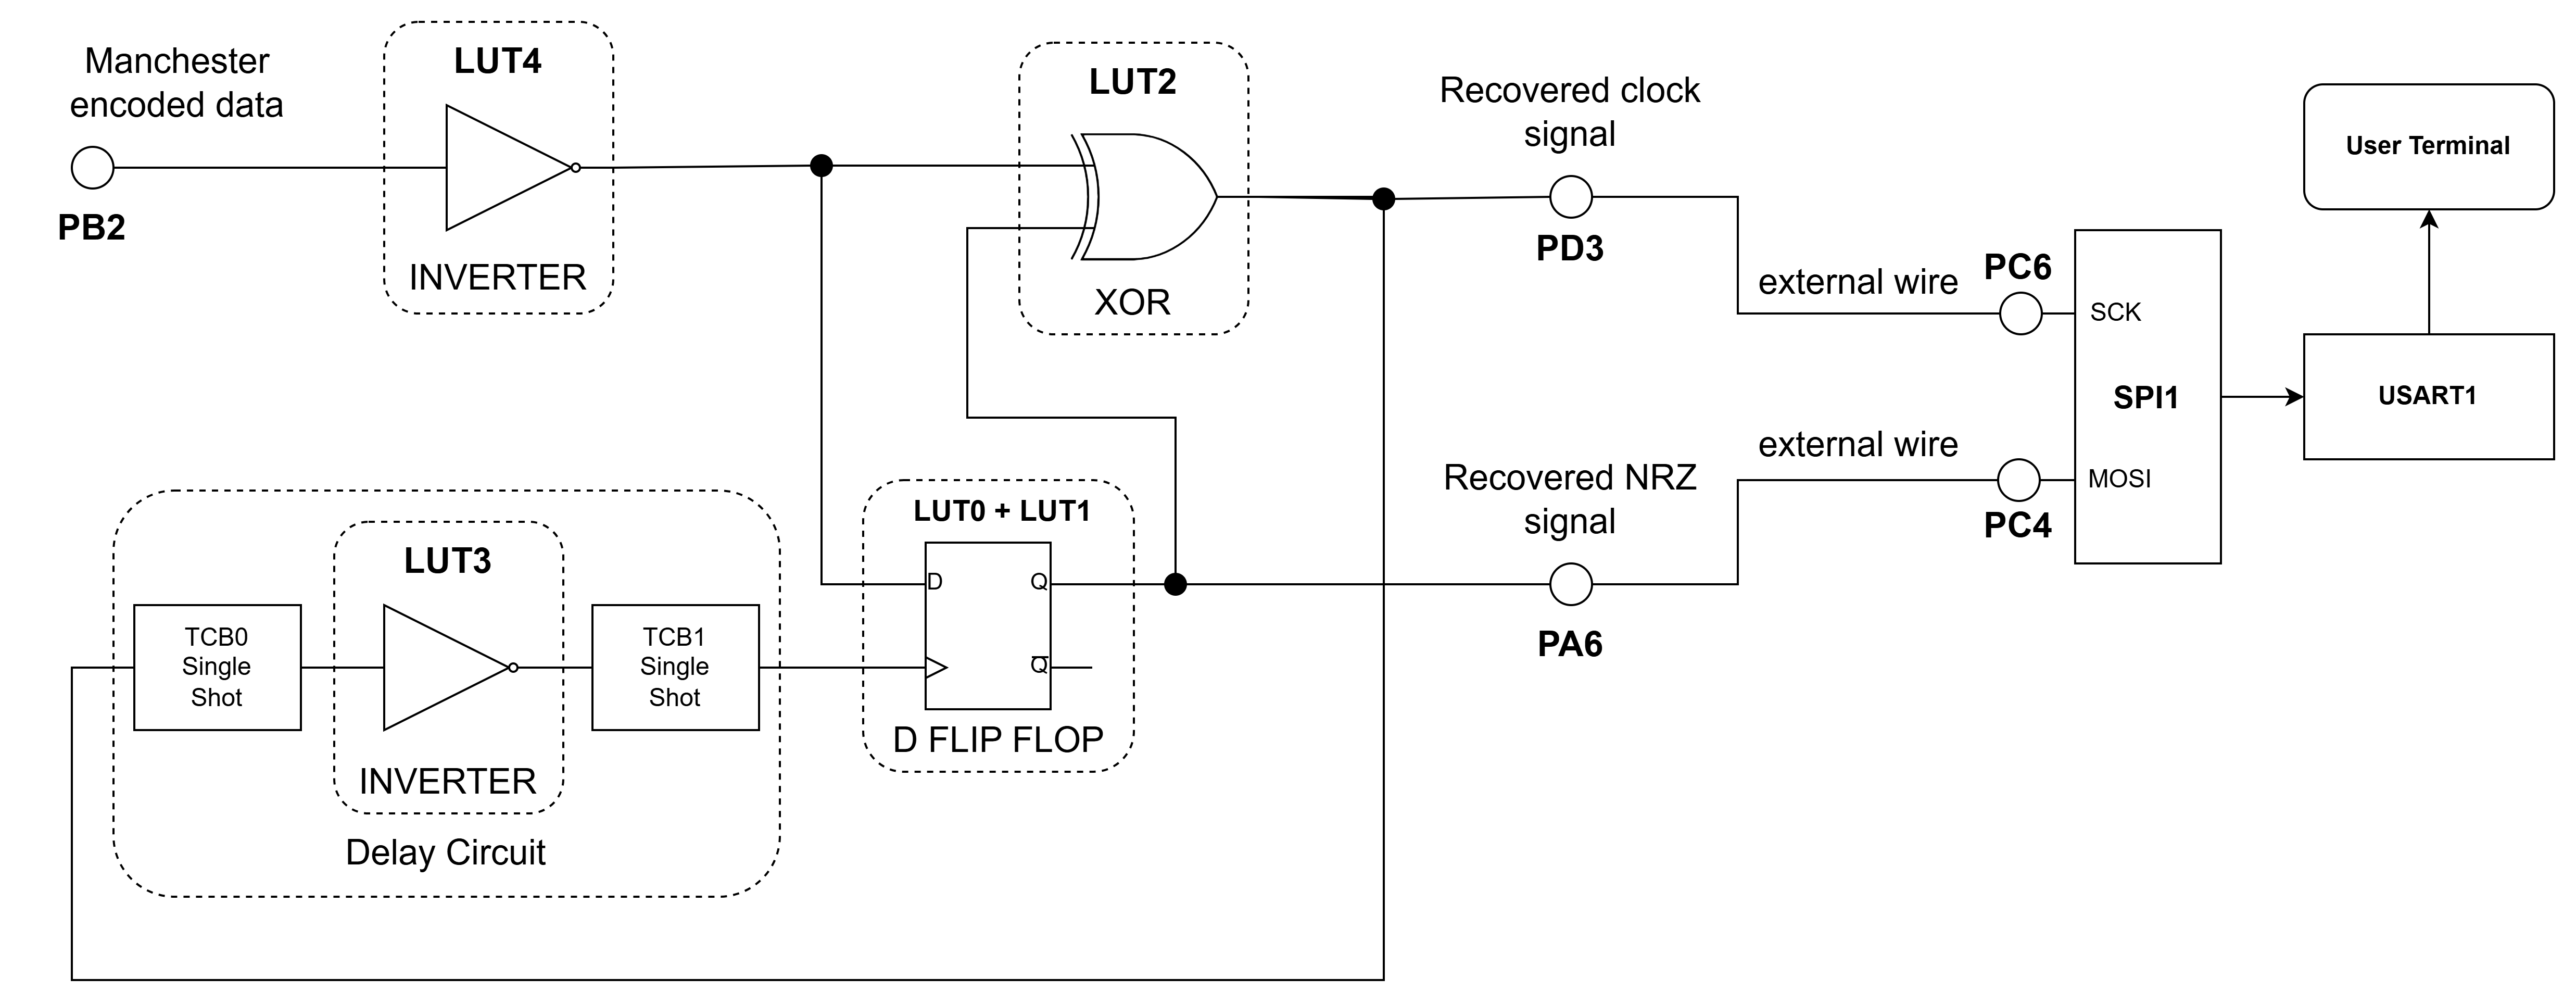 Manchester
encoded data
PB2
LUT4
INVERTER
LUT2
XOR
Recovered clock
signal
PD3
external wire
PC6
SCK
SPI1
MOSI
external wire
PC4
User Terminal
USART1
Recovered NRZ
signal
PA6
LUT0 + LUT1
D
Q
Q̅
D FLIP FLOP
TCB0
Single
Shot
LUT3
INVERTER
TCB1
Single
Shot
Delay Circuit